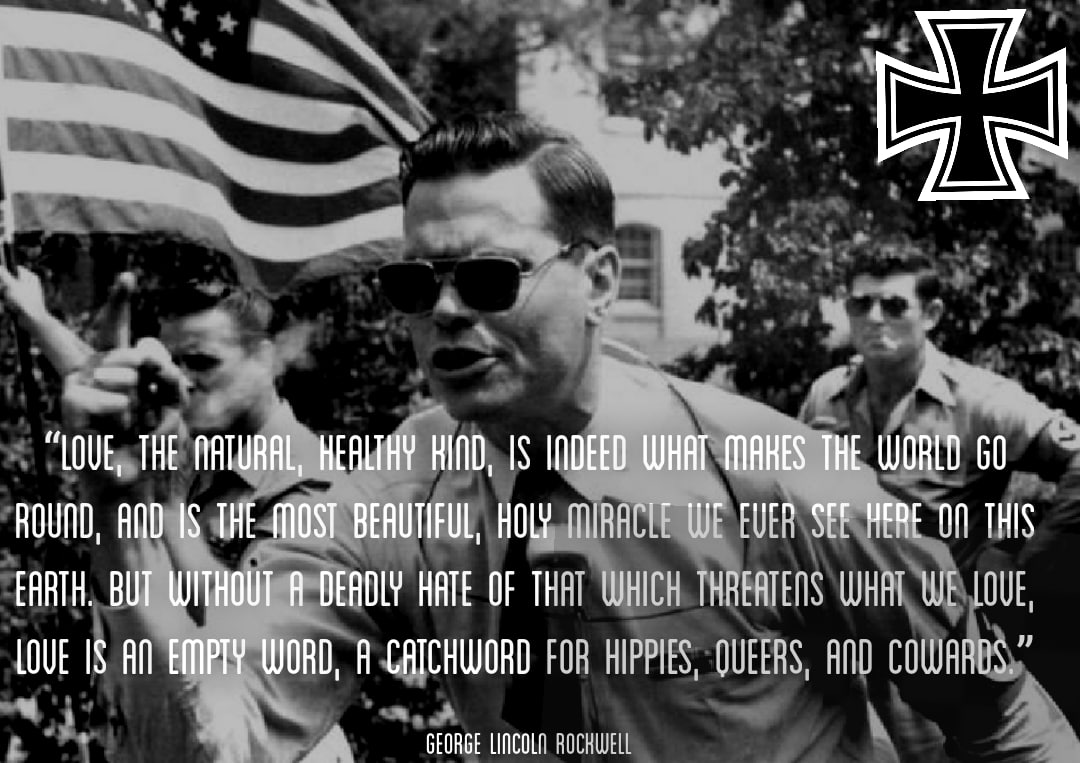 “LOVE, THE NATURAL, HEALTHY KIND, IS INDEED WHAT MAKES THE WORLD GO
ROUND, AND IS THE MOST BEAUTIFUL, HOLY MIRACLE WE EVER SEE HERE ON THIS
EARTH. BUT WITHOUT A DEADLY HATE OF THAT WHICH THREATENS WHAT WE LOVE,
LOVE IS AN EMPTY WORD, A CATCHWORD FOR HIPPIES, QUEERS, AND COWARDS.”
GEORGE LINCOLN ROCKWELL